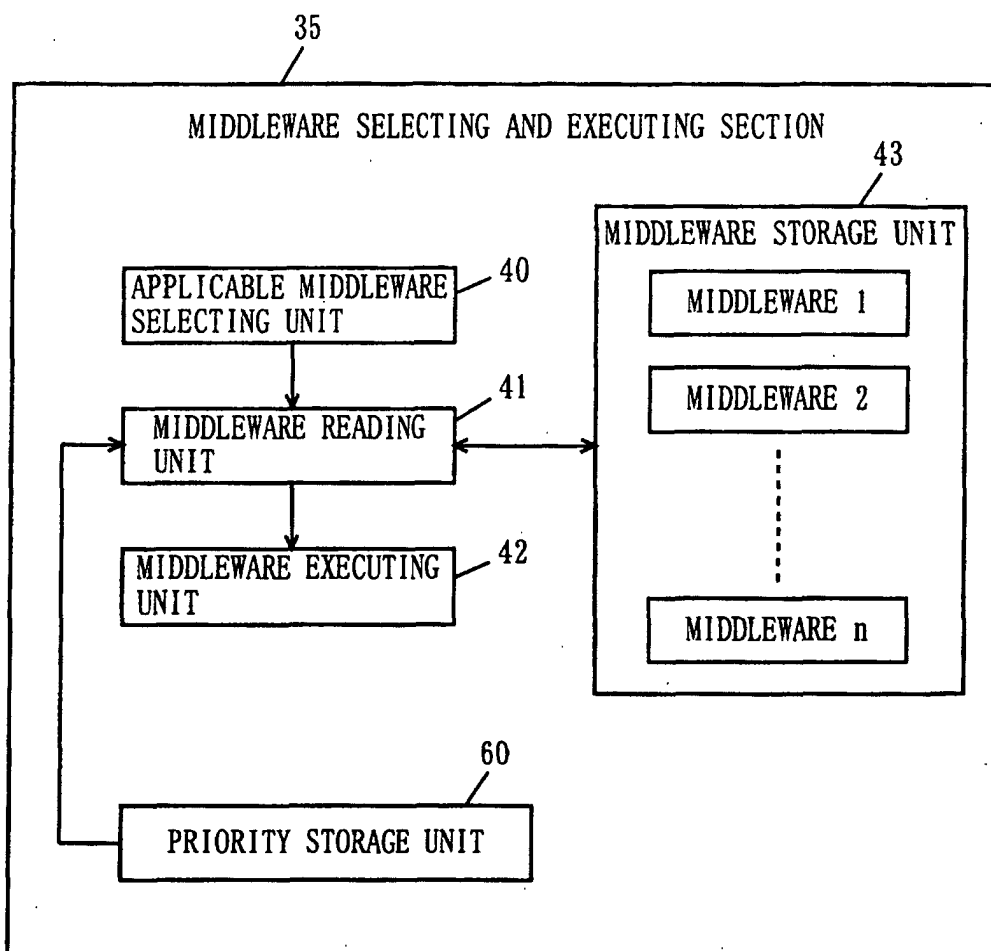 35
MIDDLEWARE SELECTING AND EXECUTING SECTION
43
MIDDLEWARE STORAGE UNIT
MIDDLEWARE 1
MIDDLEWARE 2
MIDDLEWARE n
40
APPLICABLE MIDDLEWARE
SELECTING UNIT
41
MIDDLEWARE READING
UNIT
42
MIDDLEWARE EXECUTING
UNIT
60
PRIORITY STORAGE UNIT